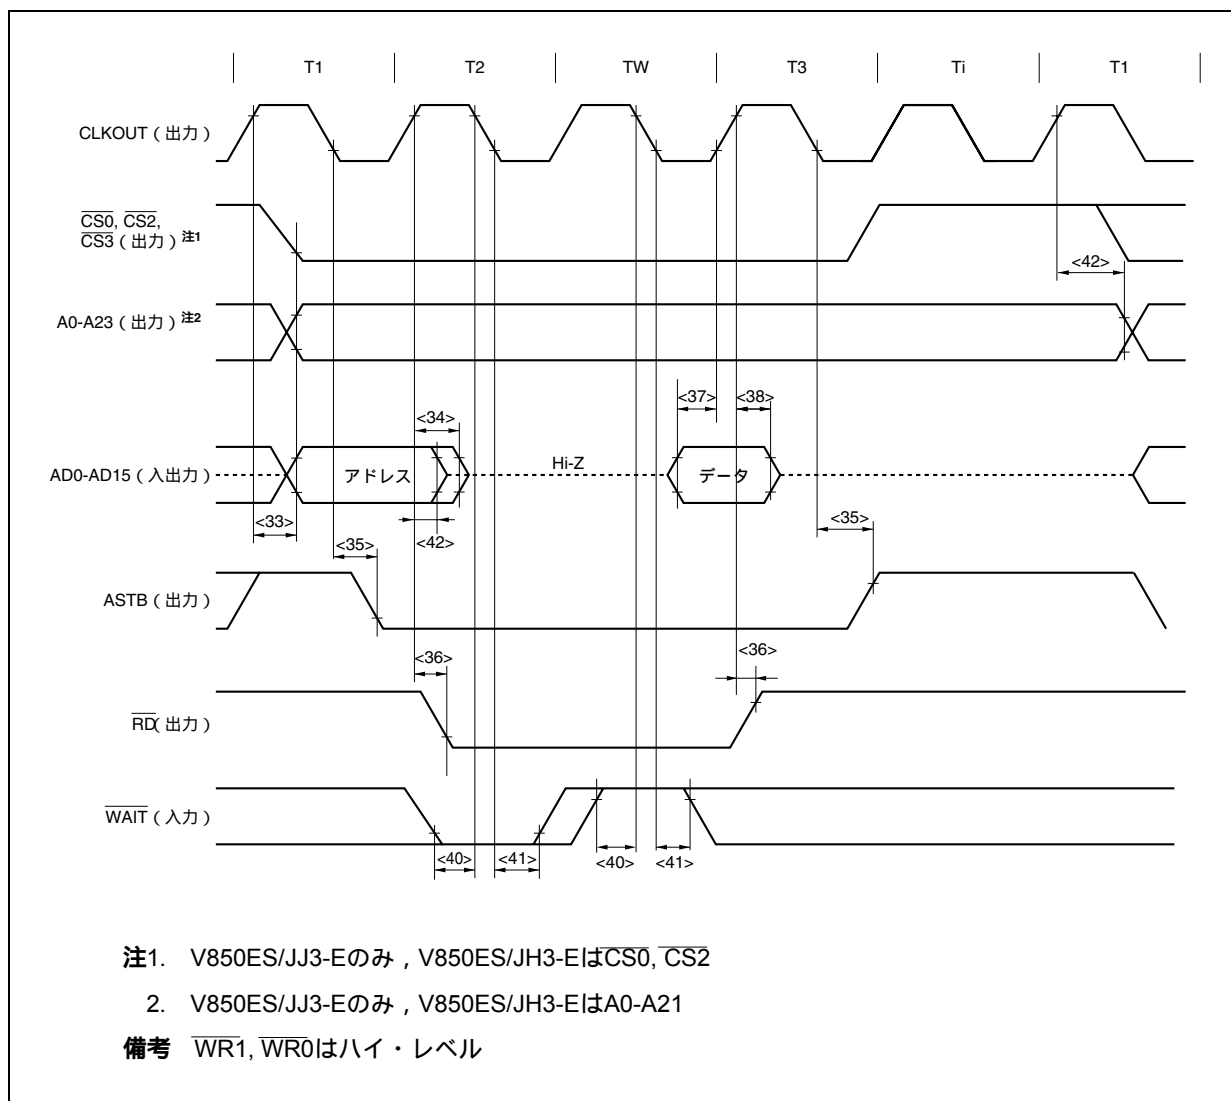 T1 T2 TW T3 Ti T1
CLKOUT（出力）
CS0, CS2,
CS3（出力）注1
<42>
A0-A23（出力）注2
<37> <38>
<34>
AD0-AD15（入出力） アドレス Hi-Z データ
<33> <42> <35> <35>
ASTB（出力）
<36> <36>
RD（出力）
WAIT（入力）
<40> <41> <40> <41>
注1. V850ES/JJ3-Eのみ，V850ES/JH3-EはCS0, CS2
2. V850ES/JJ3-Eのみ，V850ES/JH3-EはA0-A21
備考 WR1, WR0はハイ・レベル